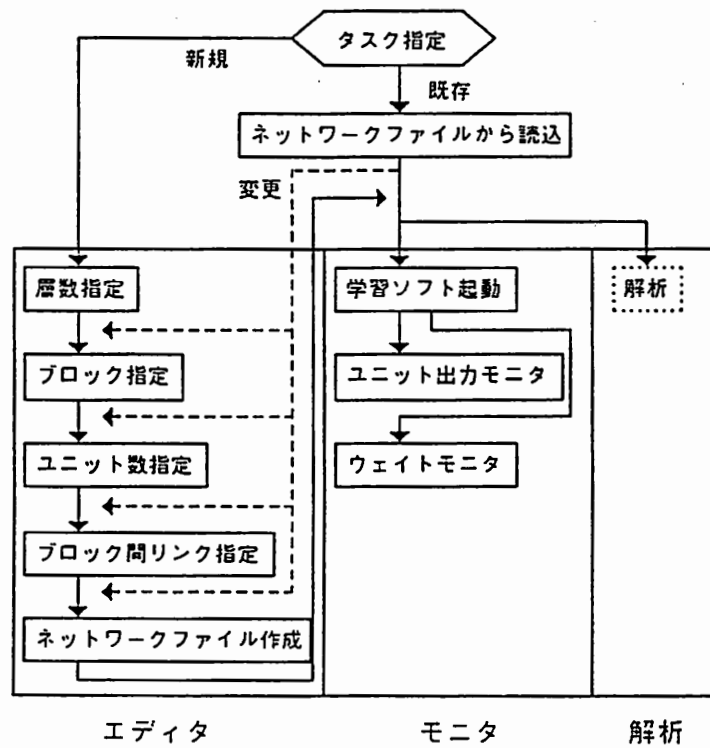 タスク指定
新規
既存
ネットワークファイルから読込
変更
層数指定
ブロック指定
ユニット数指定
ブロック間リンク指定
ネットワークファイル作成
学習ソフト起動
ユニット出力モニタ
ウェイトモニタ
解析
エディタ
モニタ
解析